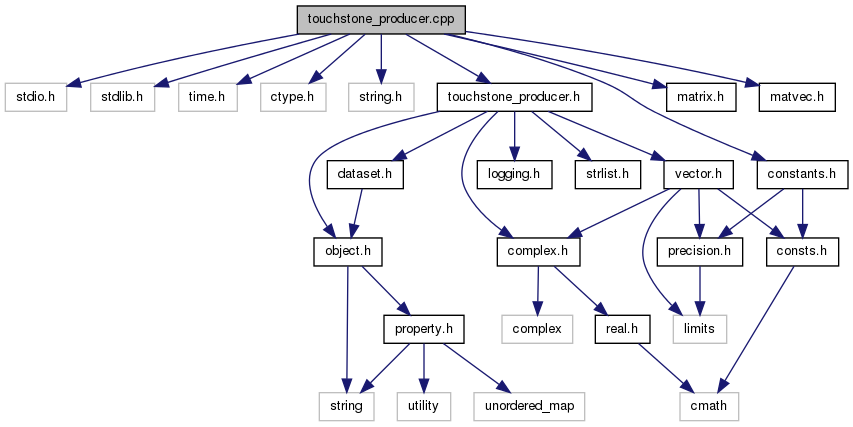 touchstone_producer.cpp
stdio.h
stdlib.h
time.h
ctype.h
string.h
touchstone_producer.h
matrix.h
matvec.h
dataset.h
logging.h
strlist.h
vector.h
constants.h
object.h
complex.h
precision.h
consts.h
property.h
complex
real.h
limits
string
utility
unordered_map
cmath